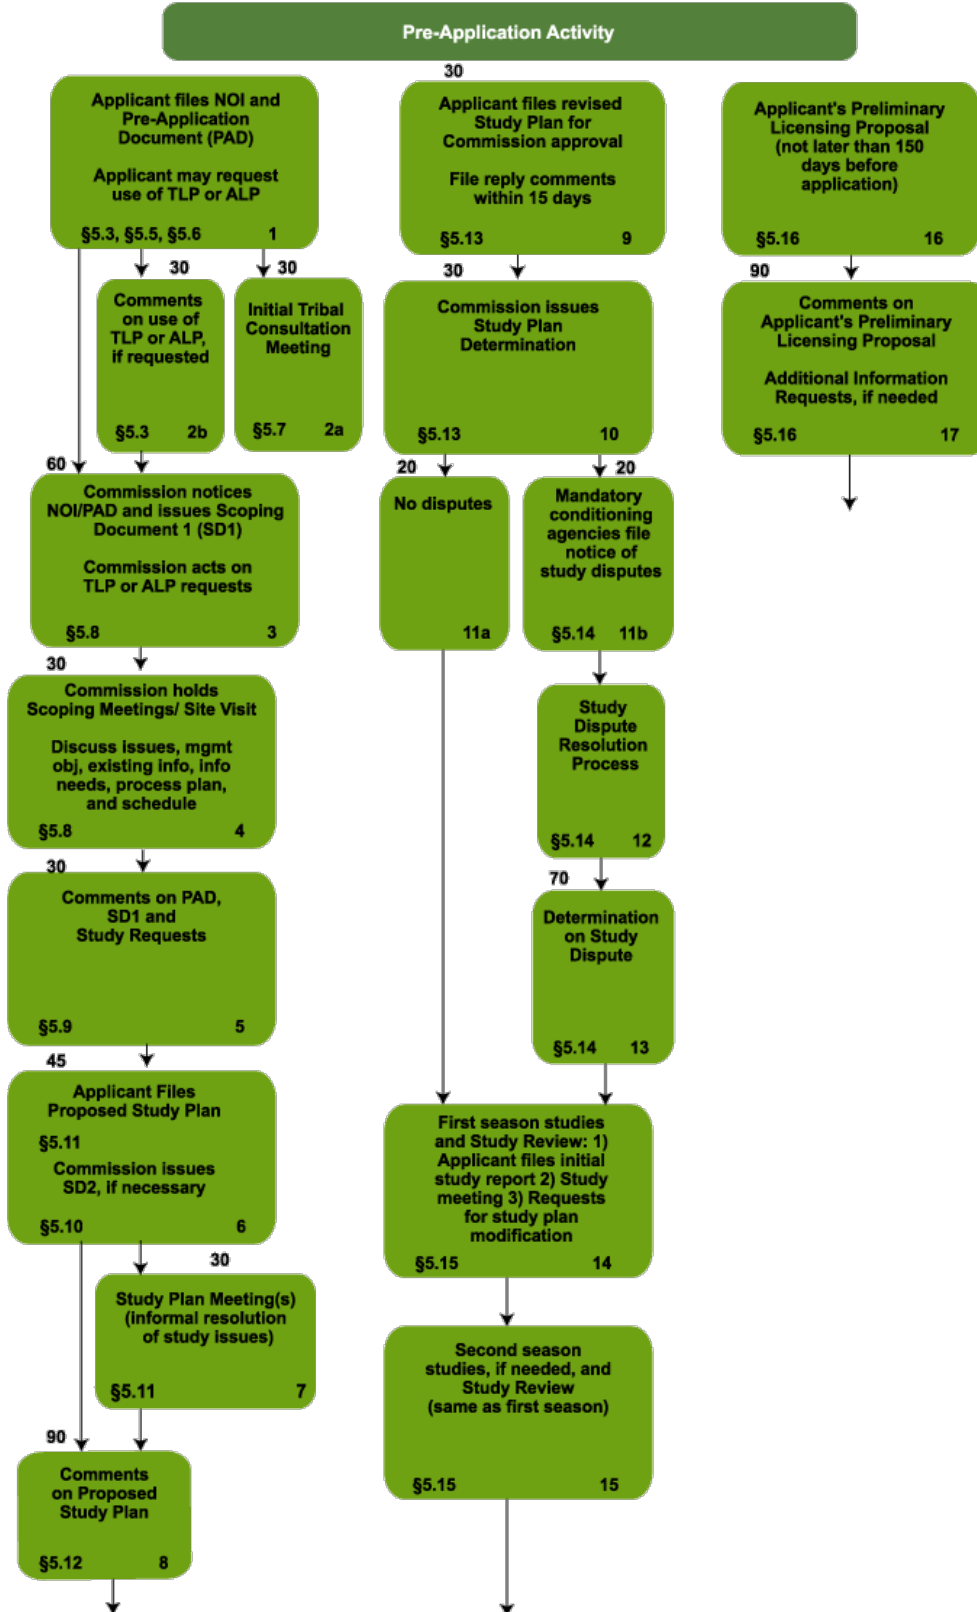 Pre-Application Activity
Applicant files NOI and
Pre-Application
Document (PAD)
Applicant may request
use of TLP or ALP
§5.3, §5.5, §5.6 1
30
Comments
on use of
TLP or ALP,
if requested
§5.3 2b
30
Initial Tribal
Consultation
Meeting
§5.7 2a
60
Commission notices
NOI/PAD and issues Scoping
Document 1 (SD1)
Commission acts on
TLP or ALP requests
§5.8 3
30
Commission holds
Scoping Meetings/ Site Visit
Discuss issues, mgmt
obj, existing info, info
needs, process plan,
and schedule
§5.8 4
30
Comments on PAD,
SD1 and
Study Requests
§5.9 5
45
Applicant Files
Proposed Study Plan
§5.11
Commission issues
SD2, if necessary
§5.10 6
30
Study Plan Meeting(s)
(informal resolution
of study issues)
§5.11 7
90
Comments
on Proposed
Study Plan
§5.12 8
30
Applicant files revised
Study Plan for
Commission approval
File reply comments
within 15 days
§5.13 9
30
Commission issues
Study Plan
Determination
§5.13 10
20
No disputes
11a
20
Mandatory
conditioning
agencies file
notice of
study disputes
§5.14 11b
Study
Dispute
Resolution
Process
§5.14 12
70
Determination
on Study
Dispute
§5.14 13
First season studies
and Study Review: 1)
Applicant files initial
study report 2) Study
meeting 3) Requests
for study plan
modification
§5.15 14
Second season
studies, if needed, and
Study Review
(same as first season)
§5.15 15
Applicant's Preliminary
Licensing Proposal
(not later than 150
days before
application)
§5.16 16
90
Comments on
Applicant's Preliminary
Licensing Proposal
Additional Information
Requests, if needed
§5.16 17